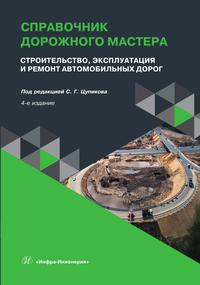 СПРАВОЧНИК
ДОРОЖНОГО МАСТЕРА
СТРОИТЕЛЬСТВО, ЭКСПЛУАТАЦИЯ
И РЕМОНТ АВТОМОБИЛЬНЫХ ДОРОГ
Под редакцией С. Г. Цупикова
4-е издание
«Инфра-Инженерия»